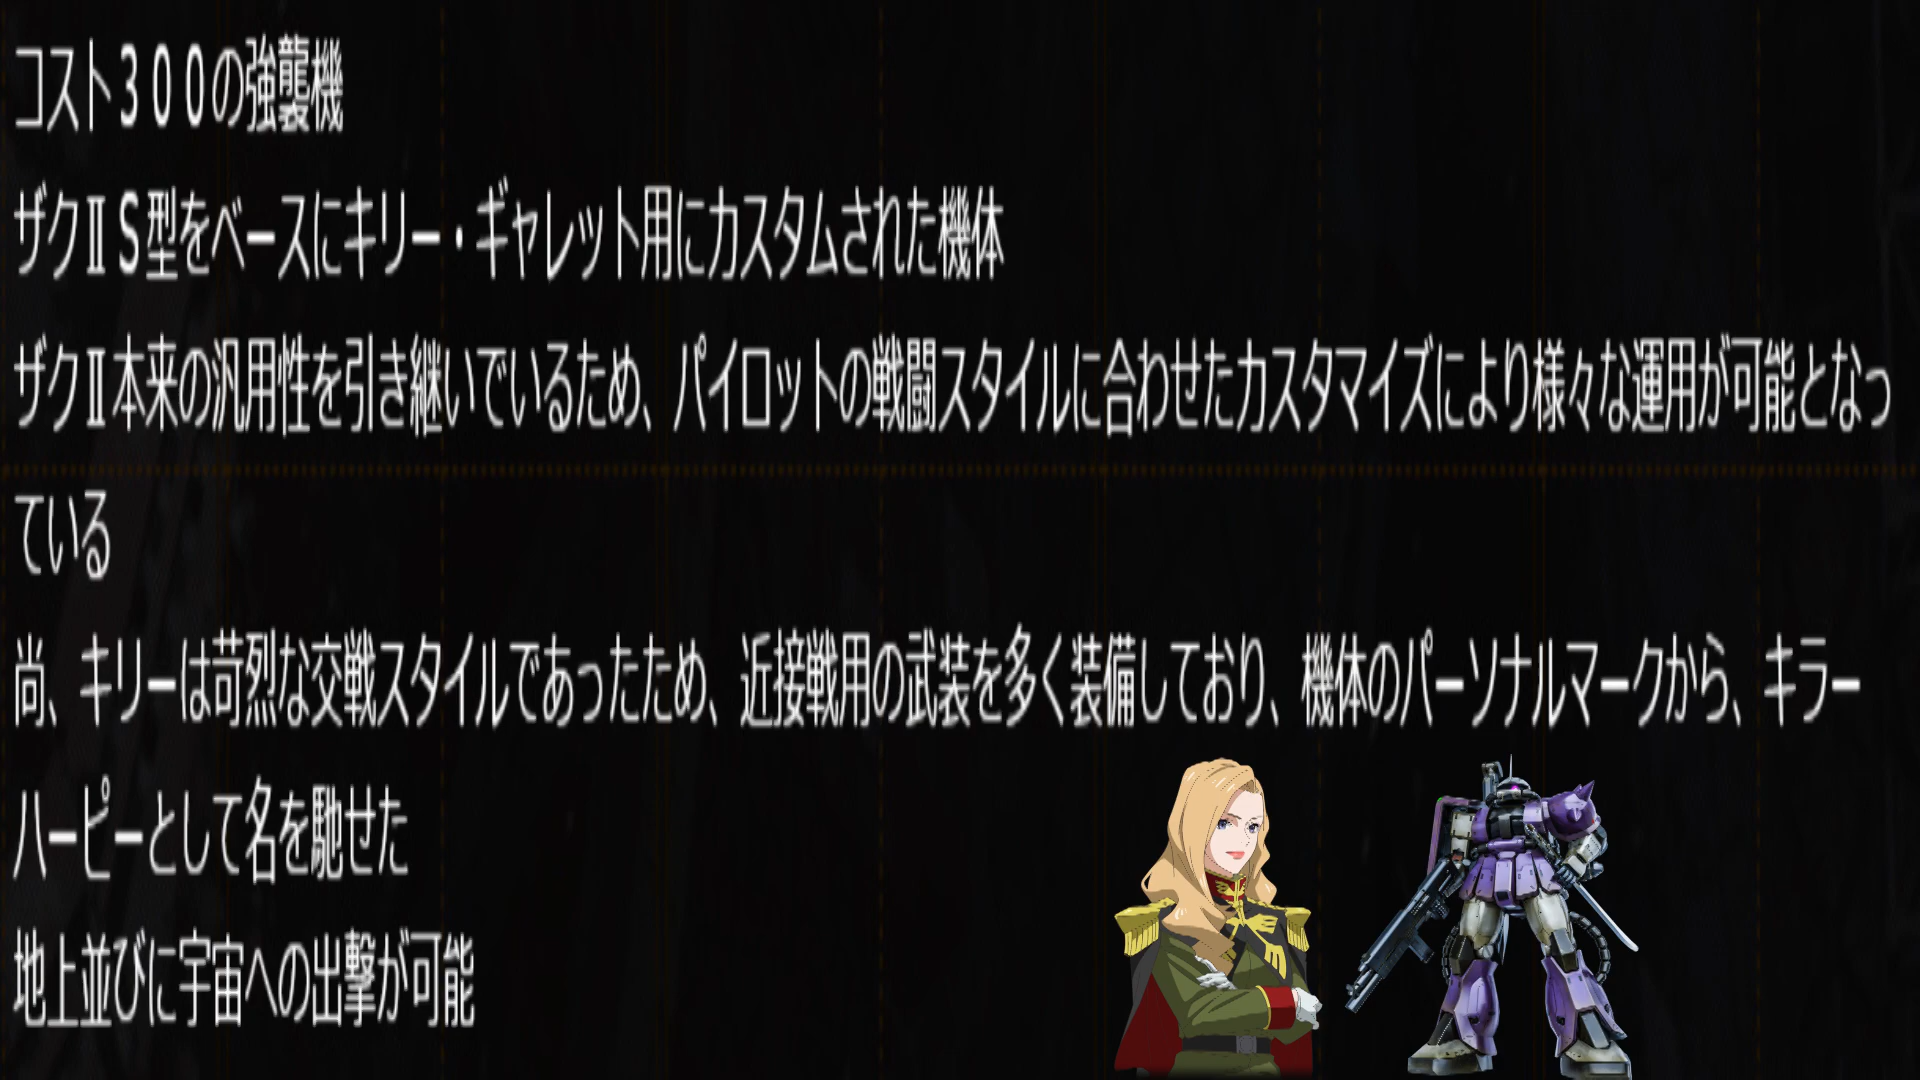 コスト３００の強襲機
ザクⅡＳ型をベースにキリー・ギャレット用にカスタムされた機体
ザクⅡ本来の汎用性を引き継いでいるため、パイロットの戦闘スタイルに合わせたカスタマイズにより様々な運用が可能となっ
ている
尚、キリーは苛烈な交戦スタイルであったため、近接戦用の武装を多く装備しており、機体のパーソナルマークから、キラー
ハーピーとして名を馳せた
地上並びに宇宙への出撃が可能